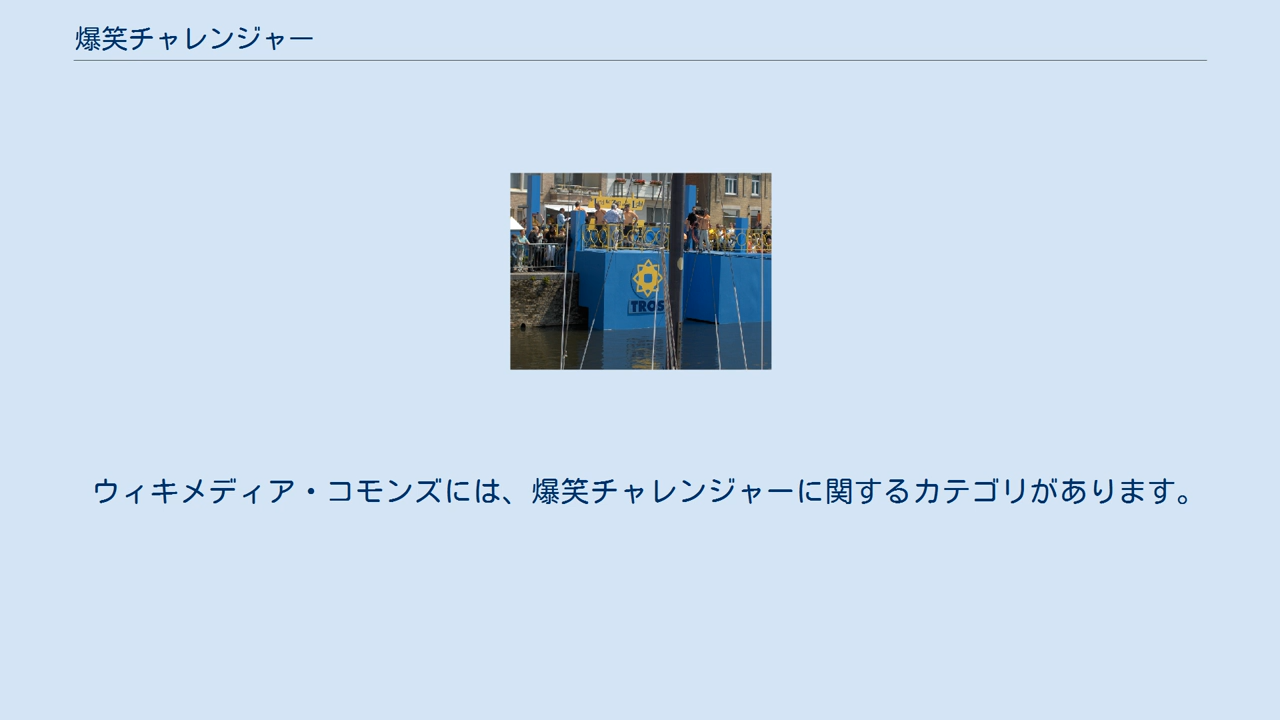 爆笑チャレンジャー
TROS
ウィキメディア・コモンズには、爆笑チャレンジャーに関するカテゴリがあります。